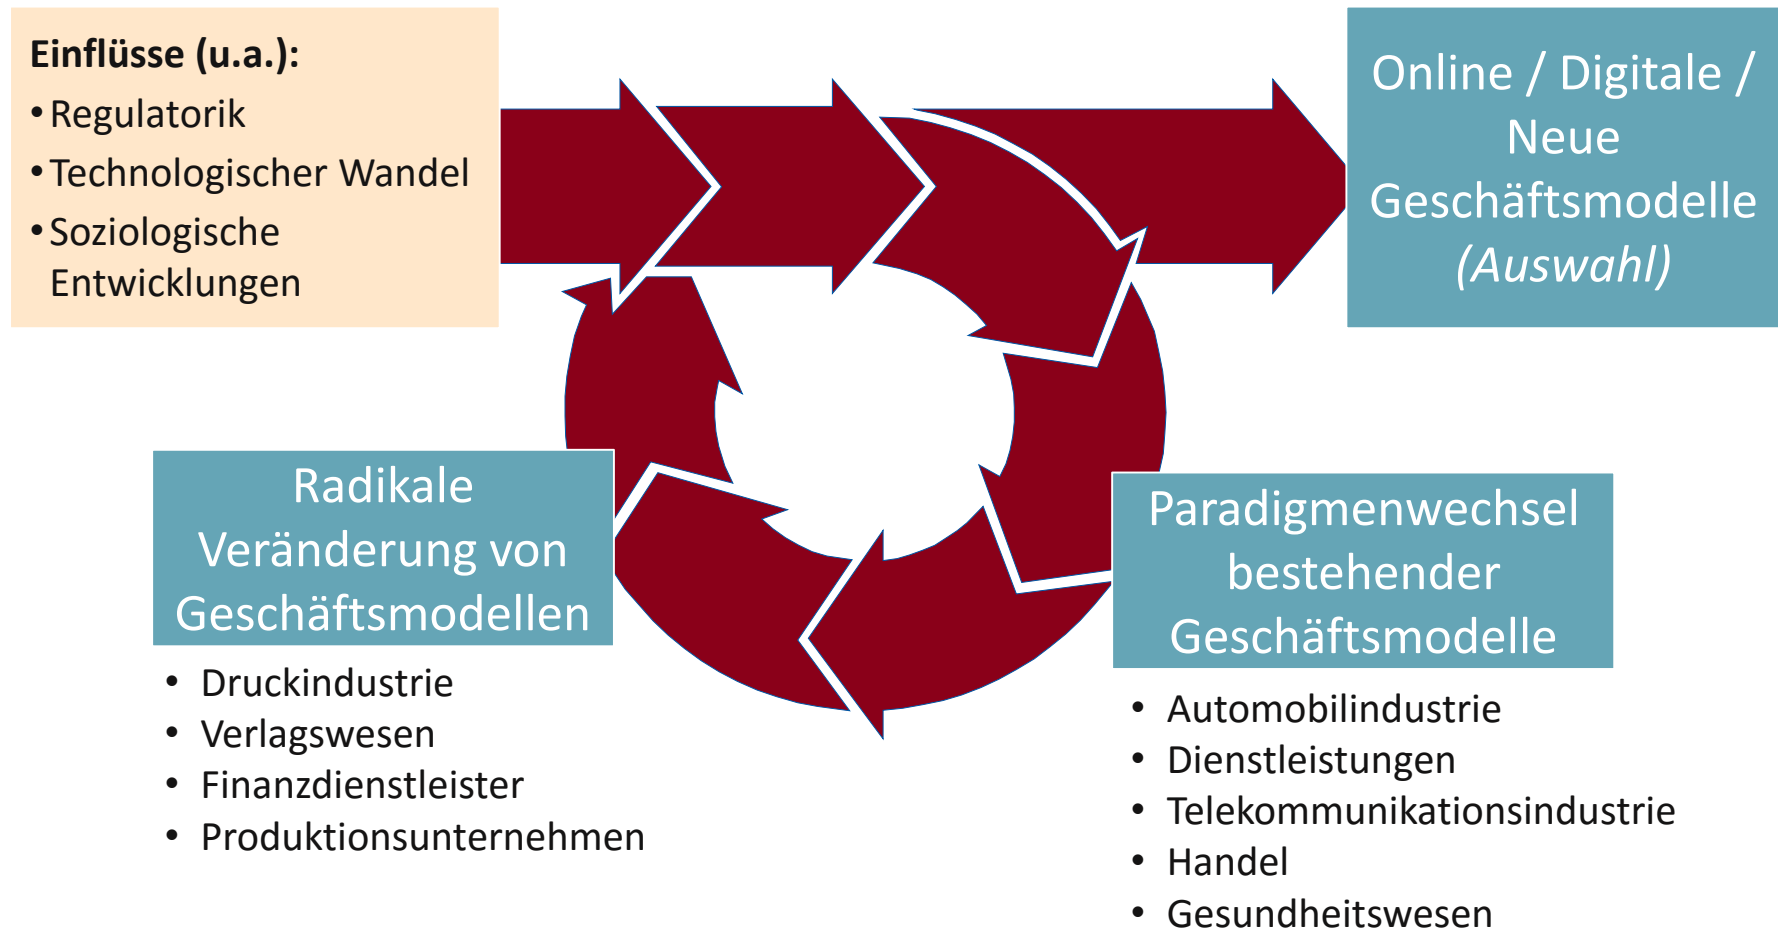 Einflüsse (u.a.):
• Regulatorik
• Technologischer Wandel
• Soziologische
Entwicklungen
Online / Digitale /
Neue
Geschäftsmodelle
(Auswahl)
Radikale
Veränderung von
Geschäftsmodellen
• Druckindustrie
• Verlagswesen
• Finanzdienstleister
• Produktionsunternehmen
Paradigmenwechsel
bestehender
Geschäftsmodelle
• Automobilindustrie
• Dienstleistungen
• Telekommunikationsindustrie
• Handel
• Gesundheitswesen